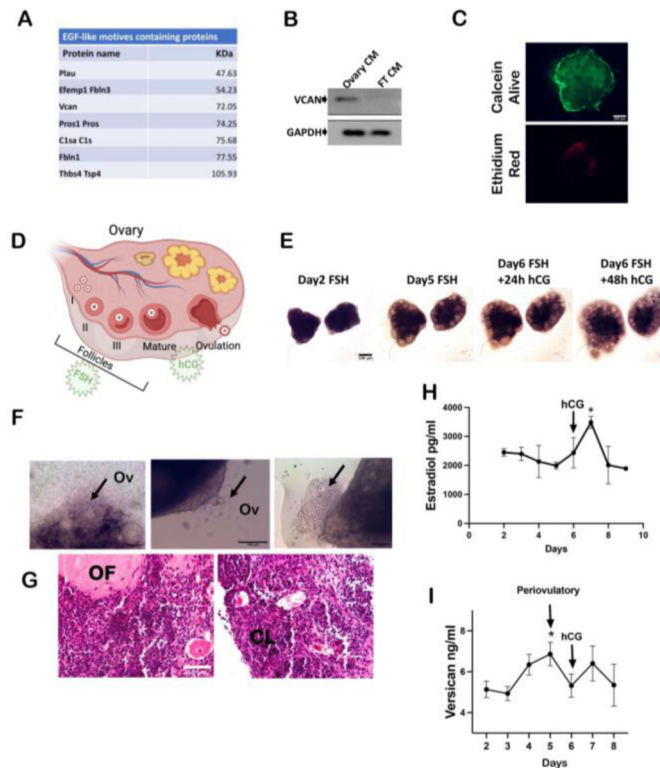 A
EGF-like motives containing proteins
Protein name KDa
Plau 47.63
Efemp1 Fbln3 54.23
Vcan 72.05
Pros1 Pros 74.25
C1sa C1s 75.68
Fbln1 77.55
Thbs4 Tsp4 105.93
B
Ovary CM
FT CM
VCAN
GAPDH
C
Calcein
Alive
Ethidium
Red
D
Ovary
I
II
III
Mature
Ovulation
Follicles
FSH
hCG
E
Day2 FSH
Day5 FSH
Day6 FSH
+24h hCG
Day6 FSH
+48h hCG
F
Ov
Ov
G
OF
CL
H
hCG
*
Estradiol pg/ml
4000
3000
2000
1000
0
0 2 4 6 8 10
Days
I
Periovulatory
*
hCG
Versican ng/ml
8
6
4
2 3 4 5 6 7 8
Days